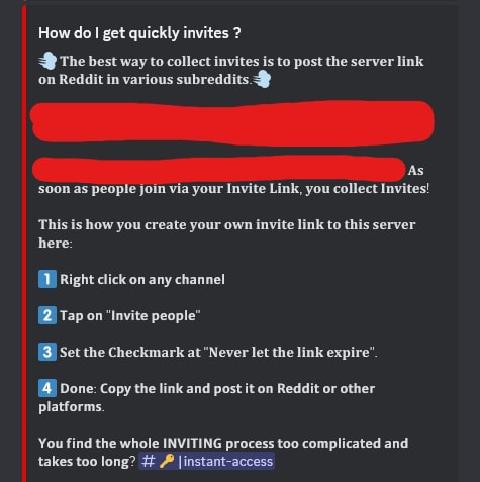 How do I get quickly invites ?
💨 The best way to collect invites is to post the server link
on Reddit in various subreddits.💨
As
soon as people join via your Invite Link, you collect Invites!
This is how you create your own invite link to this server
here:
1 Right click on any channel
2 Tap on "Invite people"
3 Set the Checkmark at "Never let the link expire".
4 Done: Copy the link and post it on Reddit or other
platforms.
You find the whole INVITING process too complicated and
takes too long? # 🔑 |instant-access